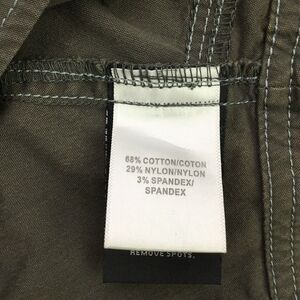 68% COTTON/COTON
29% NYLON/NYLON
3% SPANDEX/
SPANDEX
REMOVE SPOTS.